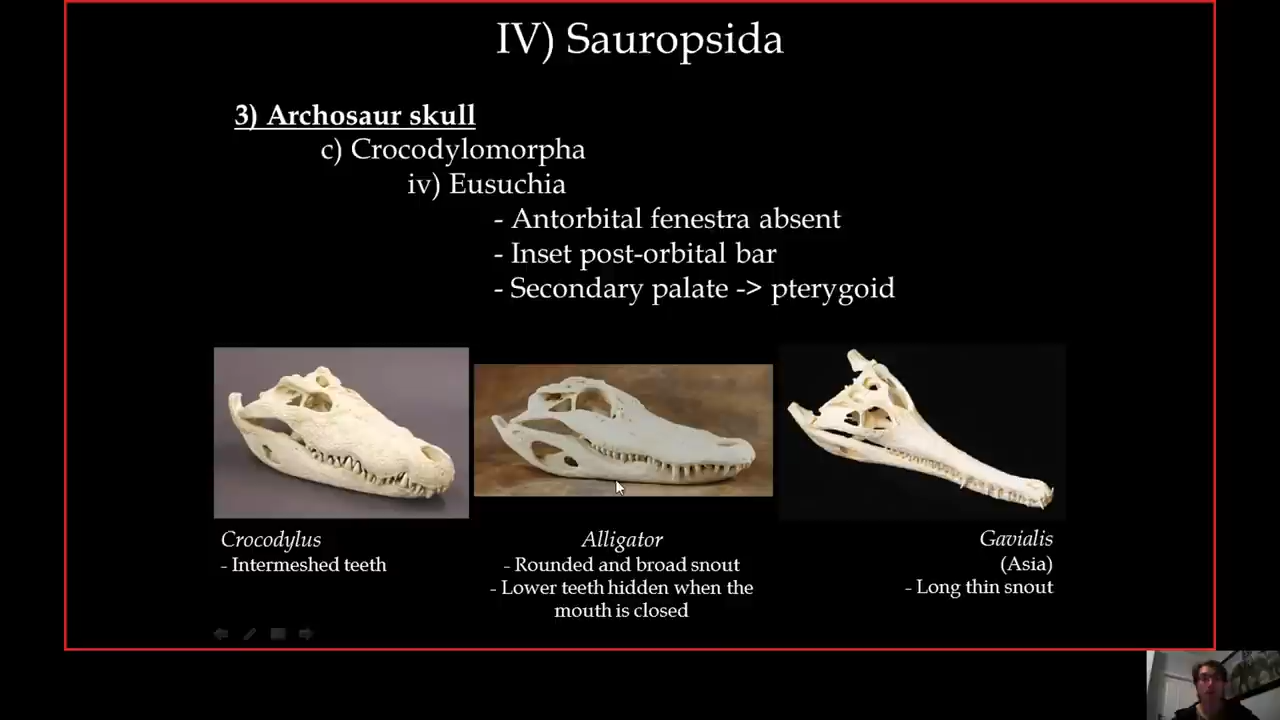 IV) Sauropsida
3) Archosaur skull
c) Crocodylomorpha
iv) Eusuchia
- Antorbital fenestra absent
- Inset post-orbital bar
- Secondary palate -> pterygoid
Crocodylus
- Intermeshed teeth
Alligator
- Rounded and broad snout
- Lower teeth hidden when the
mouth is closed
Gavialis
(Asia)
- Long thin snout